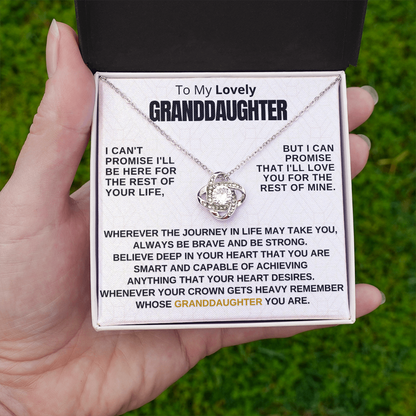 To My Lovely
GRANDDAUGHTER
I CAN'T
PROMISE I'LL
BE HERE FOR
THE REST OF
YOUR LIFE,
BUT I CAN
PROMISE
THAT I'LL LOVE
YOU FOR THE
REST OF MINE.
WHEREVER THE JOURNEY IN LIFE MAY TAKE YOU,
ALWAYS BE BRAVE AND BE STRONG.
BELIEVE DEEP IN YOUR HEART THAT YOU ARE
SMART AND CAPABLE OF ACHIEVING
ANYTHING THAT YOUR HEART DESIRES.
WHENEVER YOUR CROWN GETS HEAVY REMEMBER
WHOSE GRANDDAUGHTER YOU ARE.